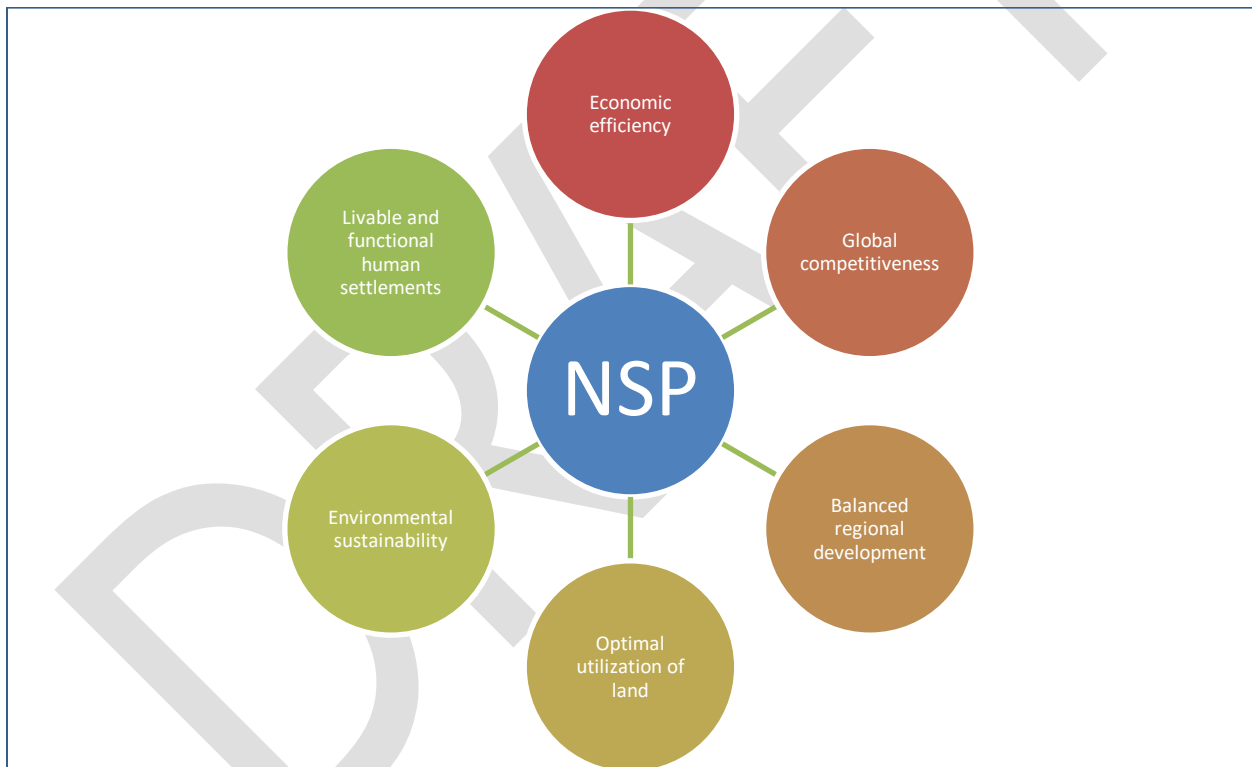 Economic
efficiency
Global
competitiveness
Balanced
regional
development
Optimal
utilization of
land
Environmental
sustainability
Livable and
functional
human
settlements
NSP
DRAFT